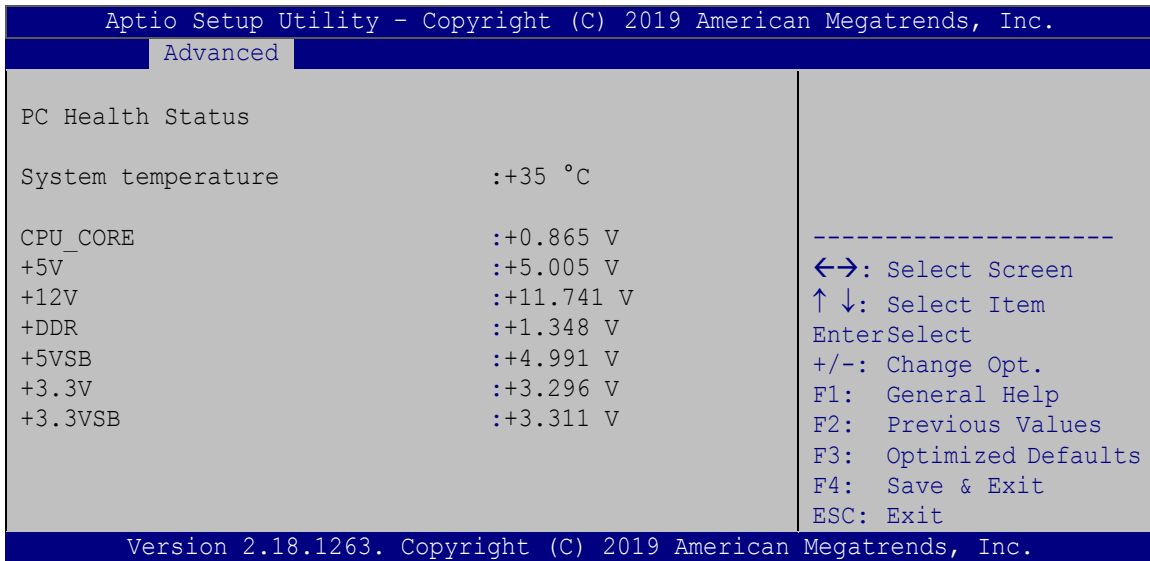 Aptio Setup Utility – Copyright (C) 2019 American Megatrends, Inc.
Advanced
PC Health Status
System temperature :+35 °C
CPU_CORE :+0.865 V
+5V :+5.005 V
+12V :+11.741 V
+DDR :+1.348 V
+5VSB :+4.991 V
+3.3V :+3.296 V
+3.3VSB :+3.311 V
---------------------
←→: Select Screen
↑ ↓: Select Item
EnterSelect
+/-: Change Opt.
F1: General Help
F2: Previous Values
F3: Optimized Defaults
F4: Save & Exit
ESC: Exit
Version 2.18.1263. Copyright (C) 2019 American Megatrends, Inc.